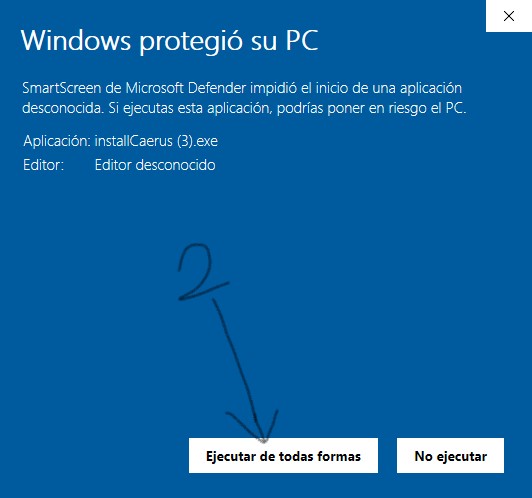 Windows protegió su PC
SmartScreen de Microsoft Defender impidió el inicio de una aplicación
desconocida. Si ejecutas esta aplicación, podrías poner en riesgo el PC.
Aplicación: installCaerus (3).exe
Editor: Editor desconocido
2
Ejecutar de todas formas No ejecutar